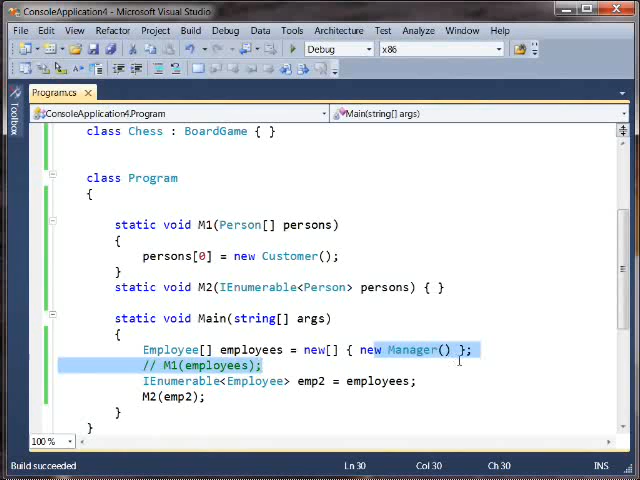 ConsoleApplication4 - Microsoft Visual Studio
File Edit View Refactor Project Build Debug Data Tools Architecture Test Analyze Window Help
Debug x86
Program.cs
ConsoleApplication4.Program Main(string[] args)
Toolbox
class Chess : BoardGame { }
class Program
{
static void M1(Person[] persons)
{
persons[0] = new Customer();
}
static void M2(IEnumerable<Person> persons) { }
static void Main(string[] args)
{
Employee[] employees = new[] { new Manager() };
// M1(employees);
IEnumerable<Employee> emp2 = employees;
M2(emp2);
}
}
100 %
Build succeeded Ln 30 Col 30 Ch 30